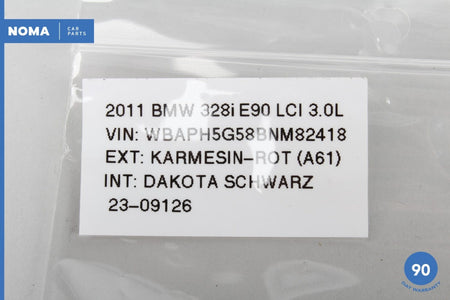 NOMA CAR PARTS
2011 BMW 328i E90 LCI 3.0L
VIN: WBAPH5G58BNM82418
EXT: KARMESIN-ROT (A61)
INT: DAKOTA SCHWARZ
23-09126
90
DAY WARRANTY